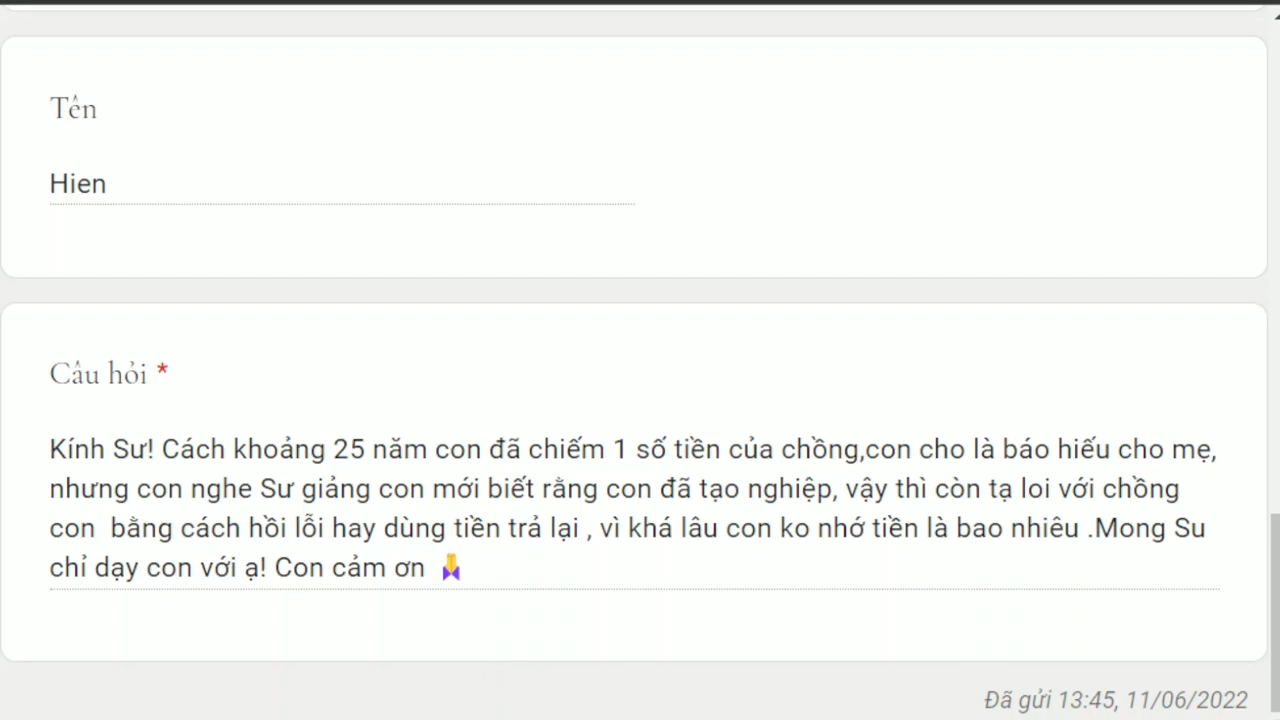 Tên
Hien
Câu hỏi *
Kính Sư! Cách khoảng 25 năm con đã chiếm 1 số tiền của chồng,con cho là báo hiếu cho mẹ,
nhưng con nghe Sư giảng con mới biết rằng con đã tạo nghiệp, vậy thì còn tạ loi với chồng
con  bằng cách hồi lỗi hay dùng tiền trả lại , vì khá lâu con ko nhớ tiền là bao nhiêu .Mong Su
chỉ dạy con với ạ! Con cảm ơn 🙏
Đã gửi 13:45, 11/06/2022